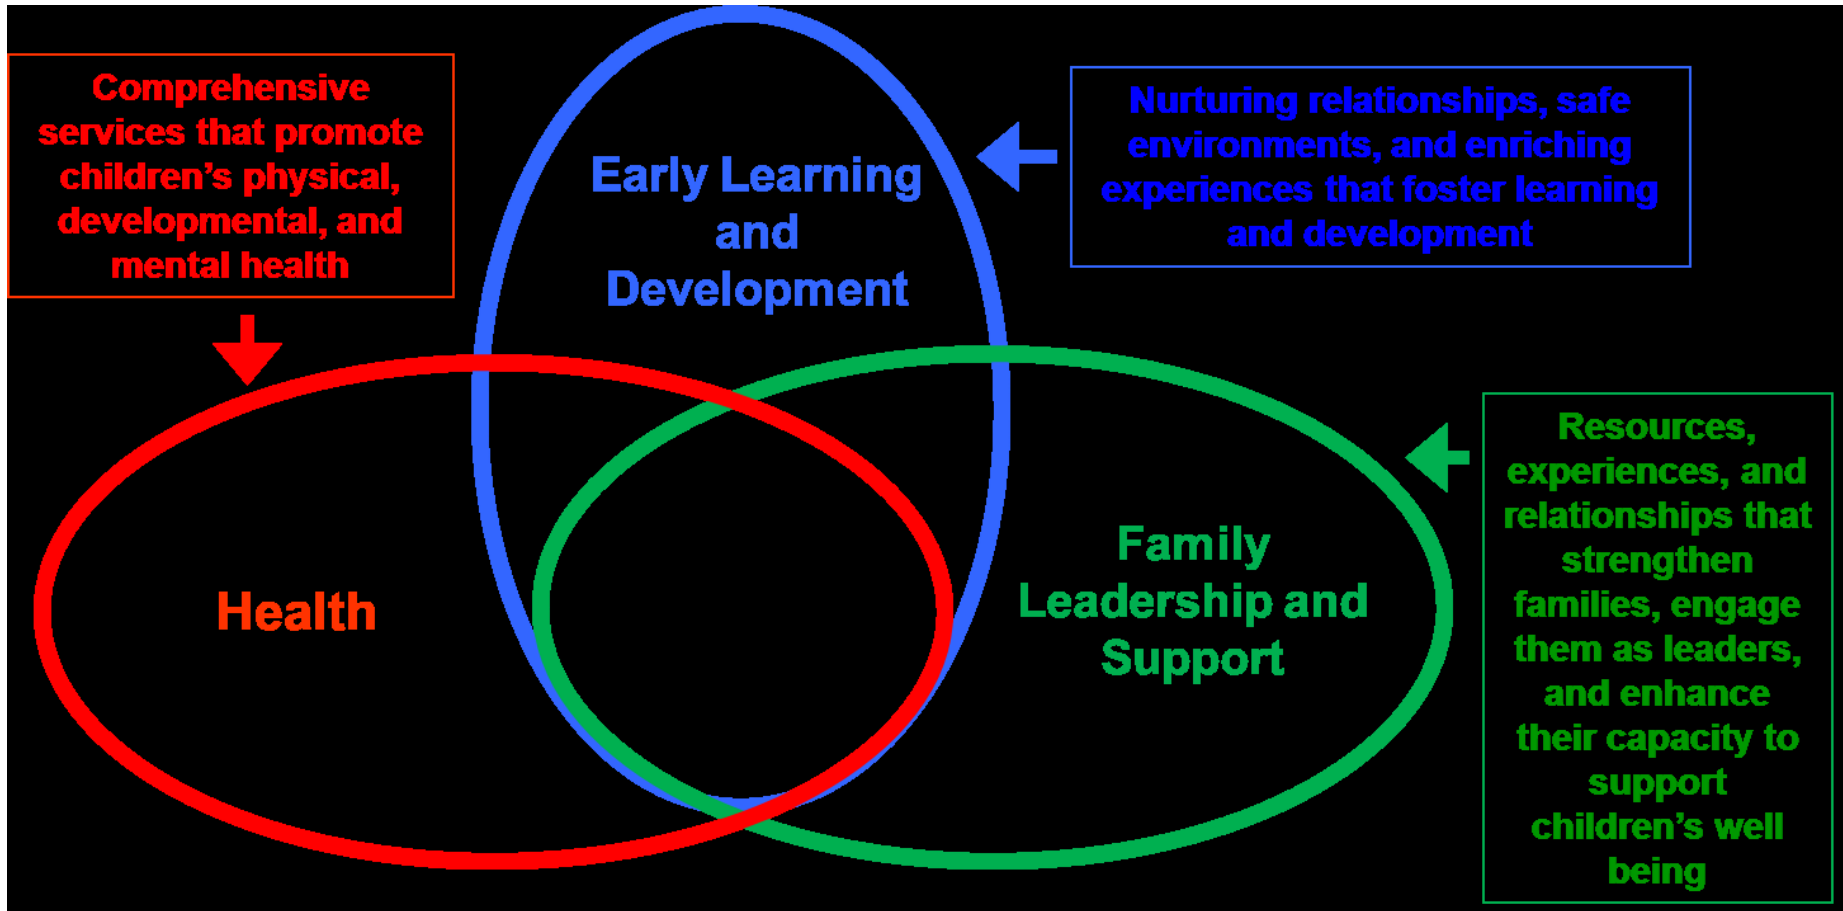 Comprehensive
services that promote
children’s physical,
developmental, and
mental health
Early Learning
and
Development
Nurturing relationships, safe
environments, and enriching
experiences that foster learning
and development
Health
Family
Leadership and
Support
Resources,
experiences, and
relationships that
strengthen
families, engage
them as leaders,
and enhance
their capacity to
support
children’s well
being